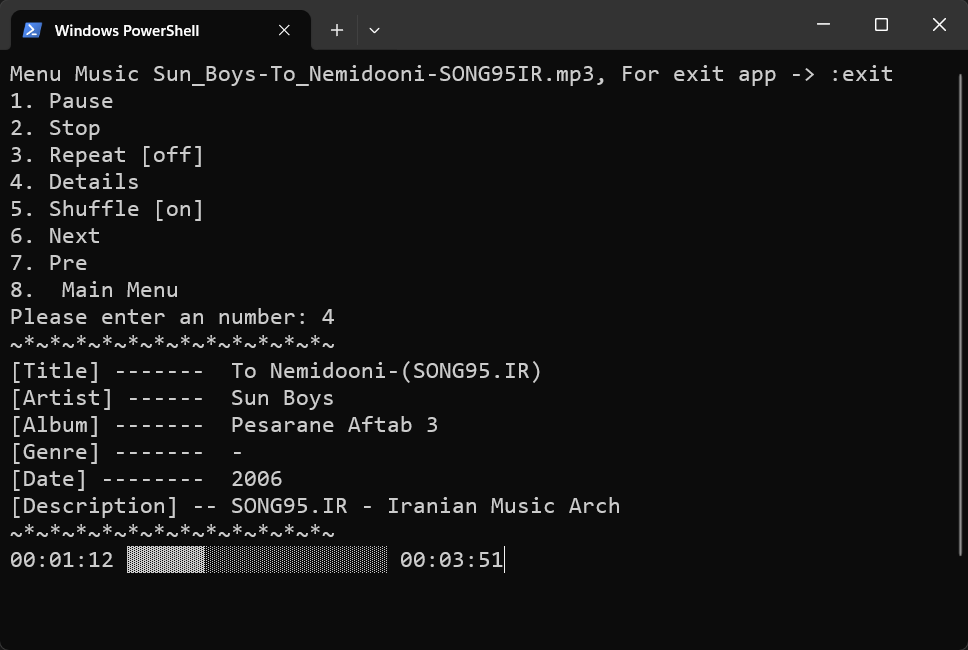 Windows PowerShell
Menu Music Sun_Boys-To_Nemidooni-SONG95IR.mp3, For exit app -> :exit
1. Pause
2. Stop
3. Repeat [off]
4. Details
5. Shuffle [on]
6. Next
7. Pre
8.  Main Menu
Please enter an number: 4
~*~*~*~*~*~*~*~*~*~*~*~*~
[Title] -------  To Nemidooni-(SONG95.IR)
[Artist] ------  Sun Boys
[Album] -------  Pesarane Aftab 3
[Genre] -------  -
[Date] --------  2006
[Description] -- SONG95.IR - Iranian Music Arch
~*~*~*~*~*~*~*~*~*~*~*~*~
00:01:12 00:03:51